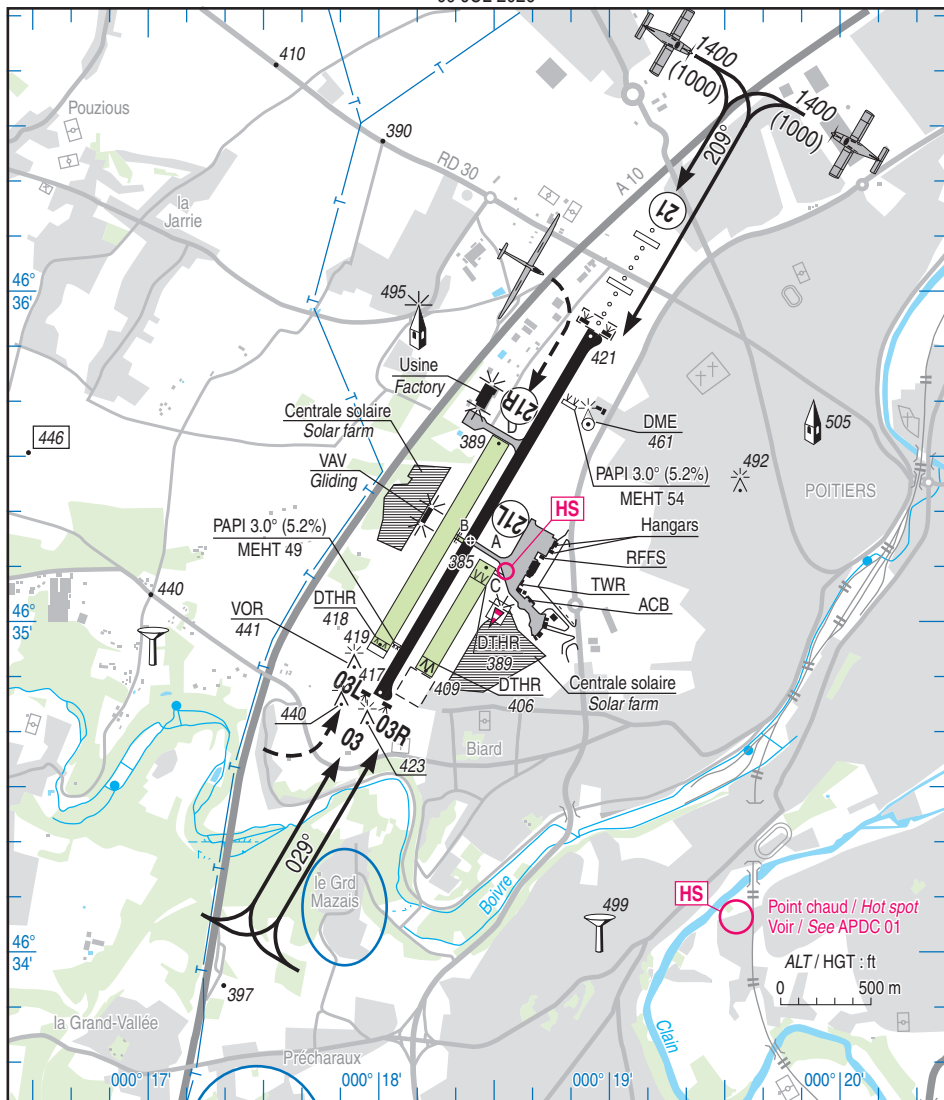 410
Pouzious
390
RD 30
A 10
1400
(1000)
1400
(1000)
209°
21
la
Jarrie
46°
36'
495
421
Usine
Factory
21R
Centrale solaire
Solar farm
389
DME
461
505
446
VAV
Gliding
PAPI 3.0° (5.2%)
MEHT 54
492
POITIERS
21L
HS
PAPI 3.0° (5.2%)
MEHT 49
B
A
385
Hangars
RFFS
C
TWR
ACB
440
VOR
441
DTHR
418
46°
35'
419
417
DTHR
389
409
DTHR
406
Centrale solaire
Solar farm
03L
440
03R
03
423
Biard
029°
le Grd
Mazais
Boivre
499
HS
Point chaud / Hot spot
Voir / See APDC 01
46°
34'
397
ALT / HGT : ft
0 500 m
la Grand-Vallée
Clain
Précharaux
000° 17'
000° 18'
000° 19'
000° 20'